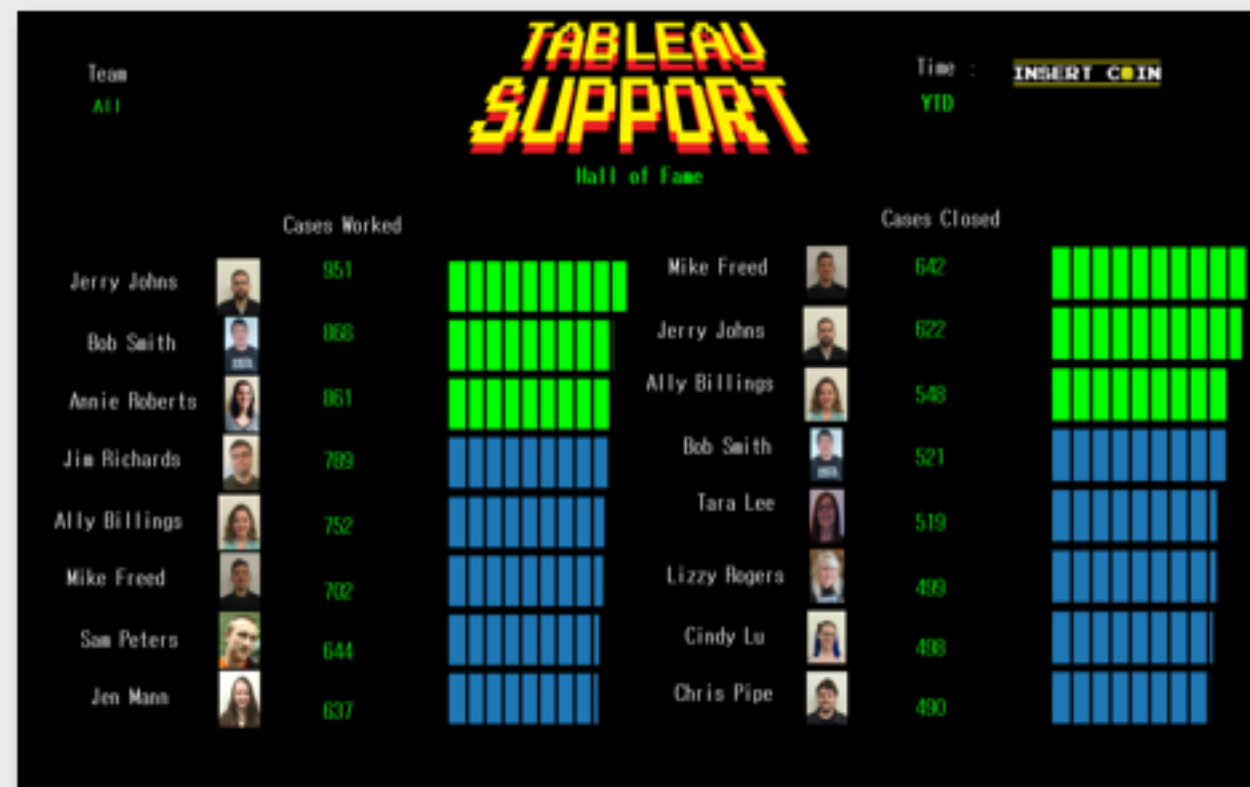 TABLEAU
SUPPORT
Hall of Fame
Team
All
Time :
YTD
INSERT COIN
Cases Worked
Jerry Johns 951
Bob Smith 868
Annie Roberts 861
Jim Richards 789
Ally Billings 752
Mike Freed 702
Sam Peters 644
Jen Mann 637
Cases Closed
Mike Freed 642
Jerry Johns 622
Ally Billings 548
Bob Smith 521
Tara Lee 519
Lizzy Rogers 499
Cindy Lu 498
Chris Pipe 490